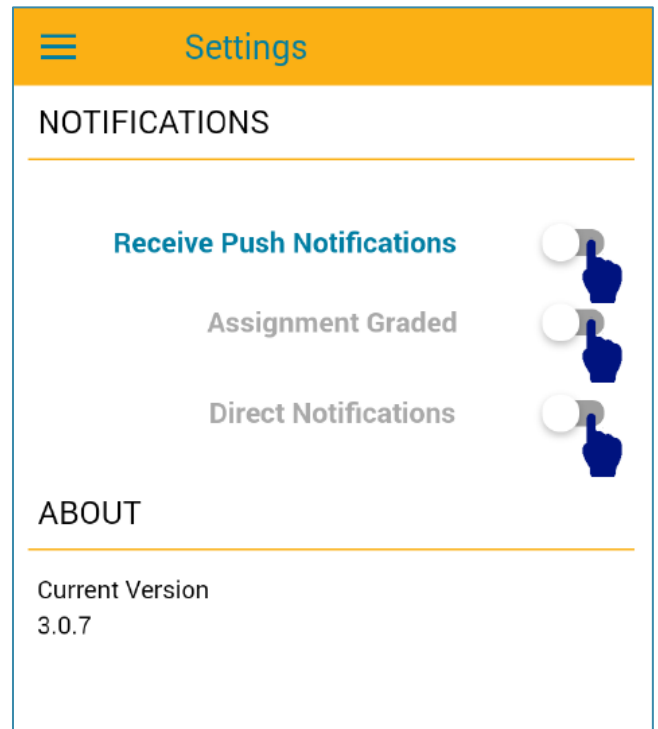 Settings
NOTIFICATIONS
Receive Push Notifications
Assignment Graded
Direct Notifications
ABOUT
Current Version
3.0.7